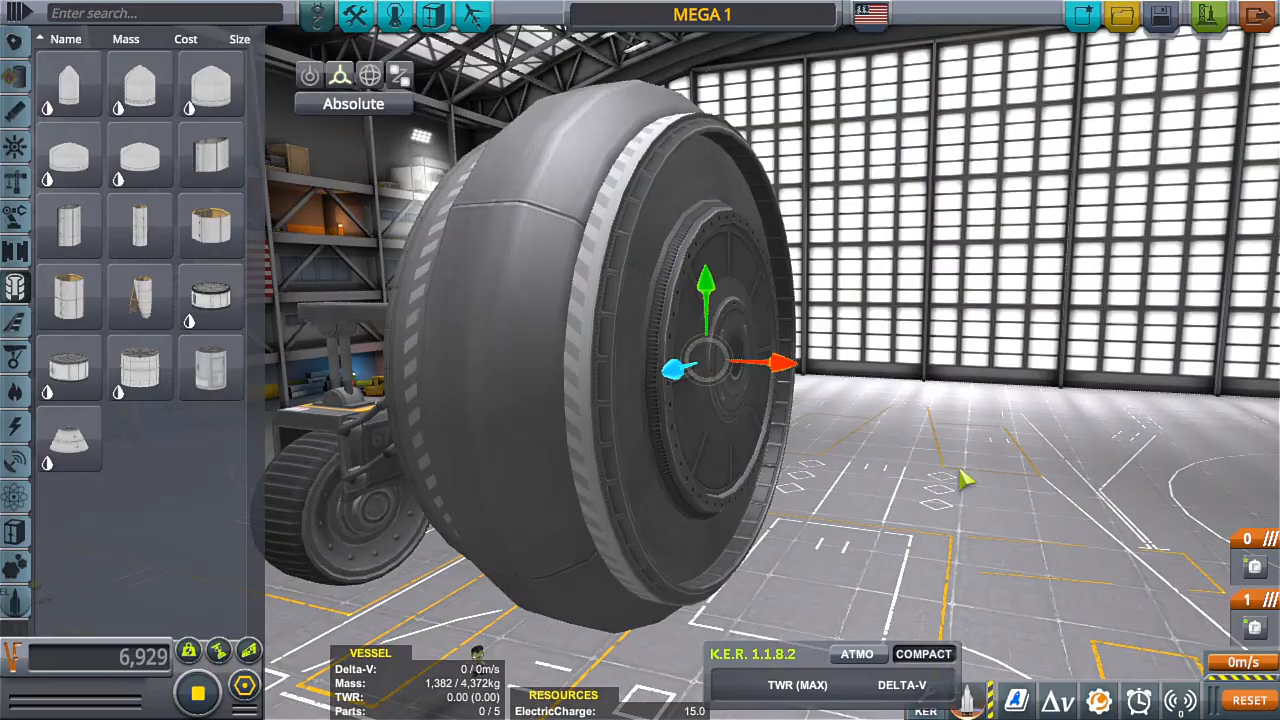 Enter search...
MEGA 1
Name Mass Cost Size
Absolute
0
1
0m/s
6,929
VESSEL
Delta-V: 0 / 0m/s
Mass: 1,382 / 4,372kg
TWR: 0.00 (0.00)
Parts: 0 / 5
RESOURCES
ElectricCharge: 15.0
K.E.R. 1.1.8.2 ATMO COMPACT
TWR (MAX) DELTA-V
KER
Δv
RESET
EL